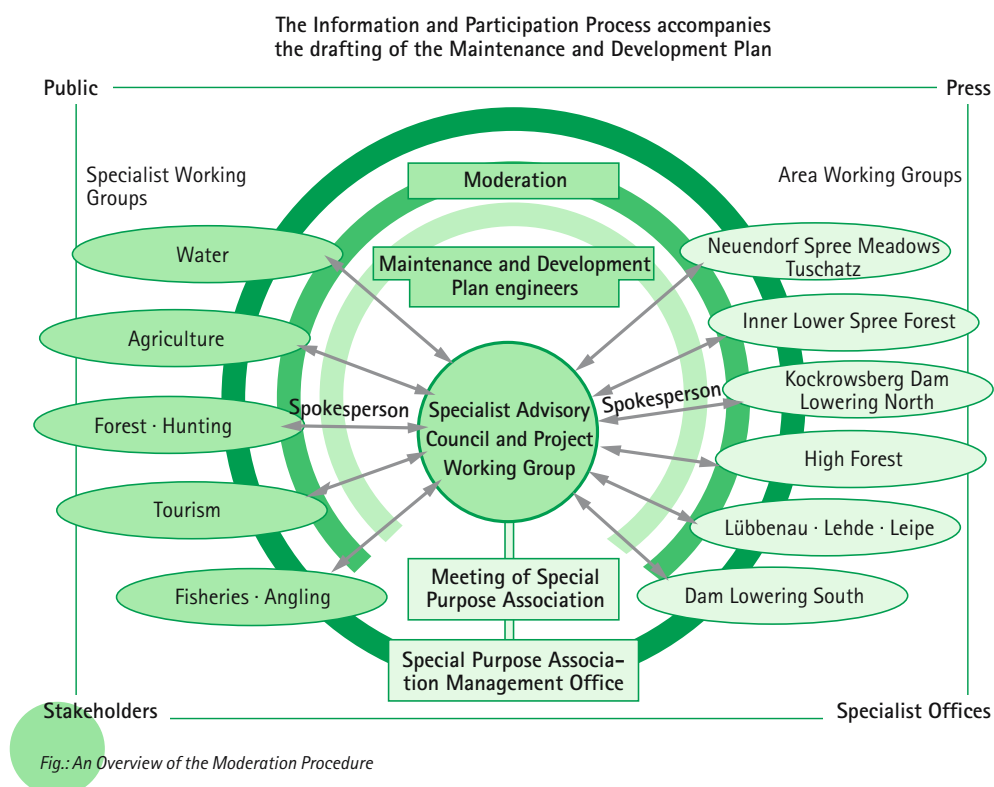 The Information and Participation Process accompanies
the drafting of the Maintenance and Development Plan
Public
Press
Specialist Working
Groups
Area Working Groups
Moderation
Water
Neuendorf Spree Meadows
Tuschatz
Maintenance and Development
Plan engineers
Agriculture
Inner Lower Spree Forest
Forest · Hunting
Spokesperson
Specialist Advisory
Council and Project
Working Group
Spokesperson
Kockrowsberg Dam
Lowering North
High Forest
Tourism
Lübbenau · Lehde · Leipe
Fisheries · Angling
Meeting of Special
Purpose Association
Dam Lowering South
Special Purpose Associa-
tion Management Office
Stakeholders
Specialist Offices
Fig.: An Overview of the Moderation Procedure